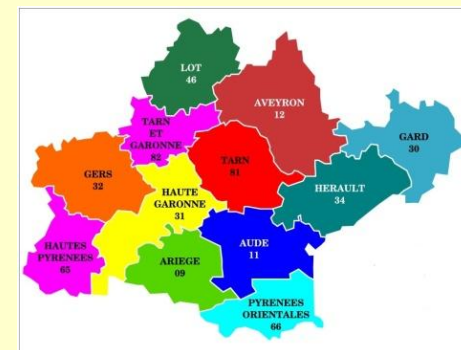 LOT
46
AVEYRON
12
TARN
ET
GARONNE
82
GARD
30
GERS
32
TARN
81
HAUTE
GARONNE
31
HERAULT
34
HAUTES
PYRENEES
65
AUDE
11
ARIEGE
09
PYRENEES
ORIENTALES
66